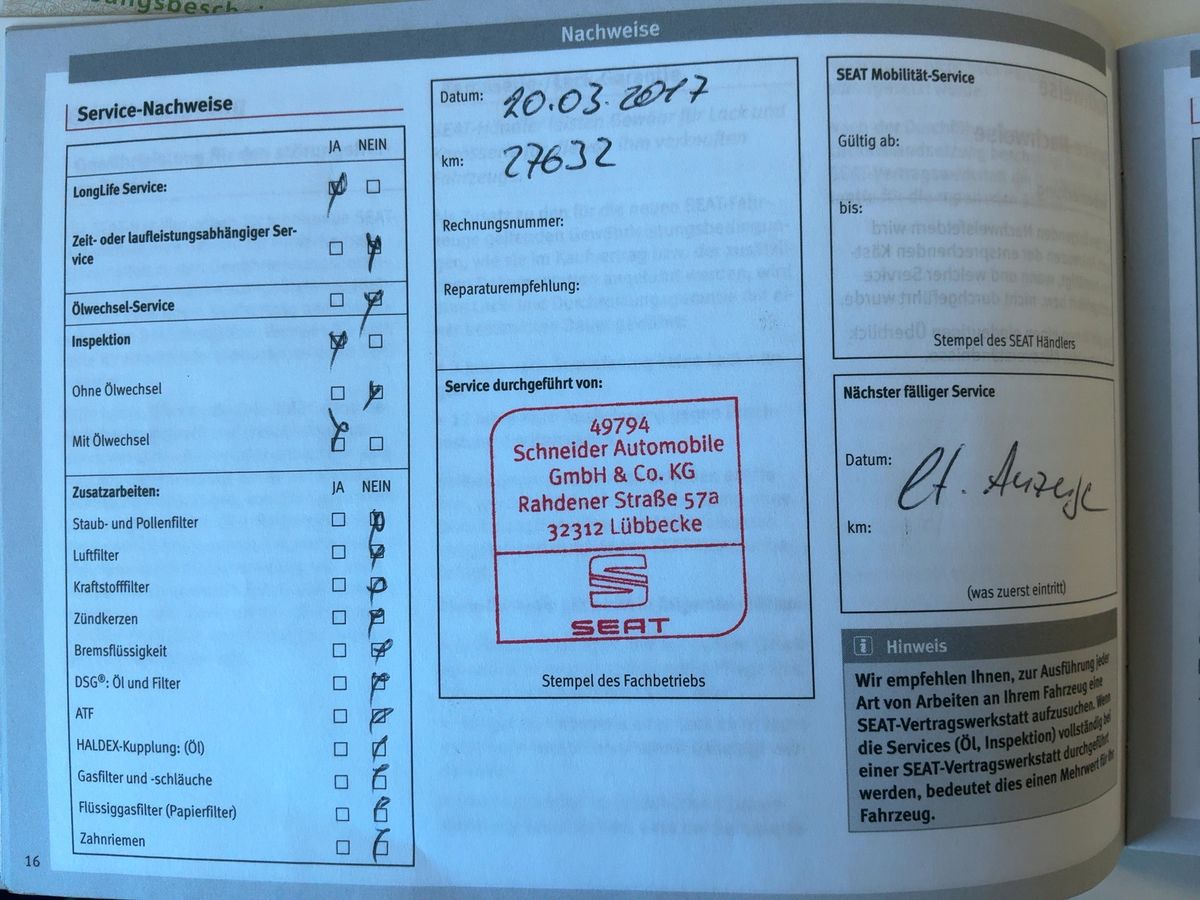 Nachweise
Service-Nachweise
JA NEIN
LongLife Service:
Zeit- oder laufleistungsabhängiger Ser-
vice
Ölwechsel-Service
Inspektion
Ohne Ölwechsel
Mit Ölwechsel
Zusatzarbeiten: JA NEIN
Staub- und Pollenfilter
Luftfilter
Kraftstofffilter
Zündkerzen
Bremsflüssigkeit
DSG®: Öl und Filter
ATF
HALDEX-Kupplung: (Öl)
Gasfilter und -schläuche
Flüssiggasfilter (Papierfilter)
Zahnriemen
16
Datum: 20.03.2017
km: 27632
Rechnungsnummer:
Reparaturempfehlung:
Service durchgeführt von:
49794
Schneider Automobile
GmbH & Co. KG
Rahdener Straße 57a
32312 Lübbecke
SEAT
Stempel des Fachbetriebs
SEAT Mobilität-Service
Gültig ab:
bis:
Stempel des SEAT Händlers
Nächster fälliger Service
Datum: lt. Anzeige
km:
(was zuerst eintritt)
i Hinweis
Wir empfehlen Ihnen, zur Ausführung jeder
Art von Arbeiten an Ihrem Fahrzeug eine
SEAT-Vertragswerkstatt aufzusuchen. Wenn
die Services (Öl, Inspektion) vollständig bei
einer SEAT-Vertragswerkstatt durchgeführt
werden, bedeutet dies einen Mehrwert für Ihr
Fahrzeug.